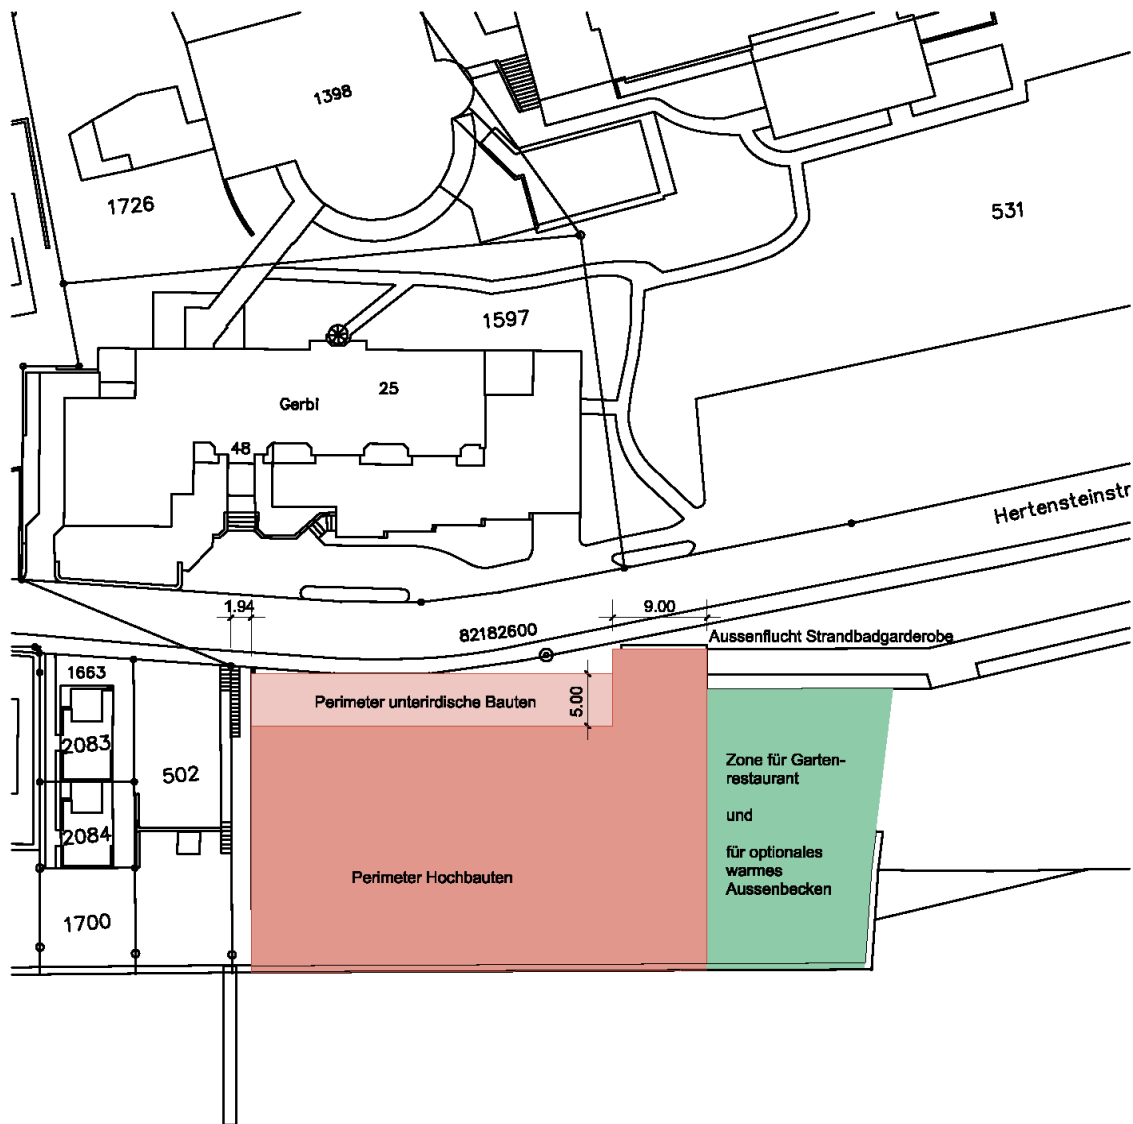 1398
1726
531
1597
25
Gerbi
48
Hertensteinstr
1.94
9.00
82182600
Aussenflucht Strandbadgarderobe
1663
Perimeter unterirdische Bauten
5.00
2083
502
Zone für Garten-
restaurant
und
2084
für optionales
warmes
Aussenbecken
Perimeter Hochbauten
1700